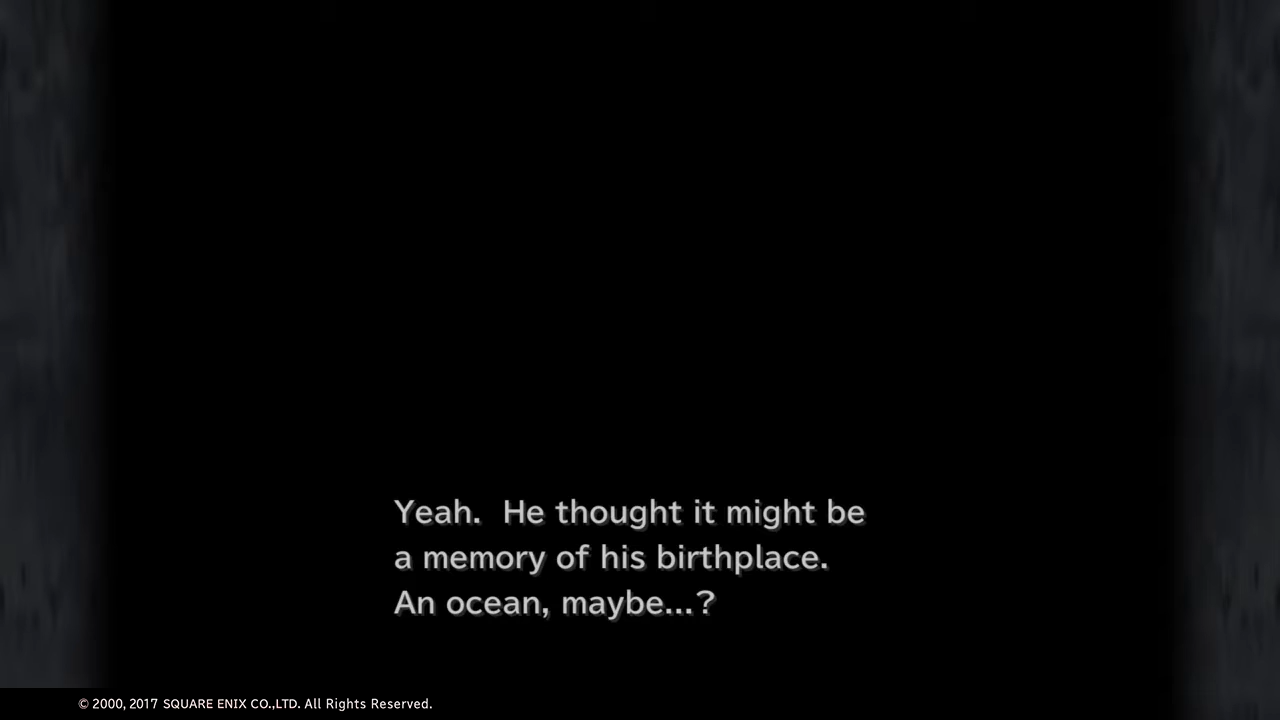 Yeah.  He thought it might be
a memory of his birthplace.
An ocean, maybe...?
© 2000, 2017 SQUARE ENIX CO.,LTD. All Rights Reserved.